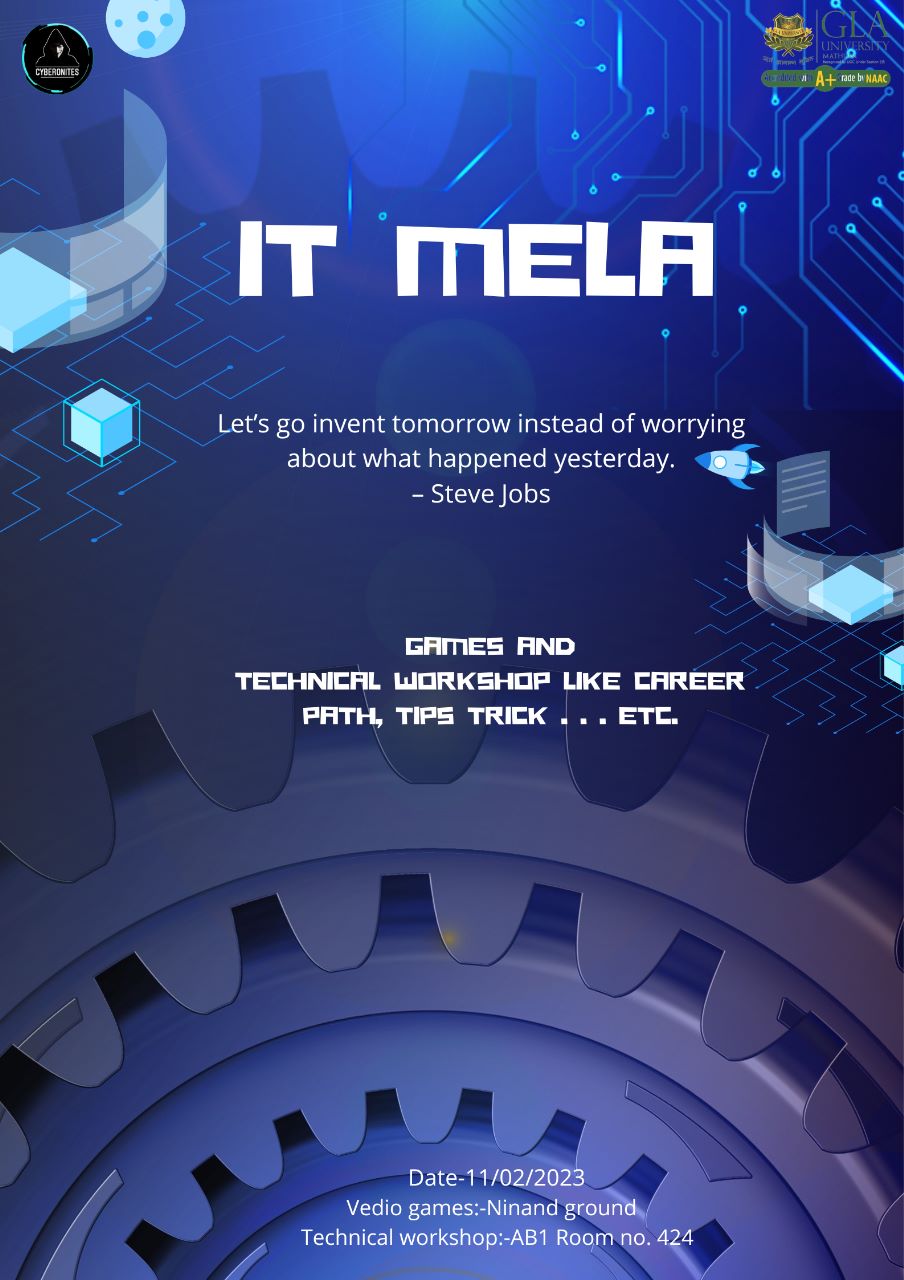 CYBERONITES
GLA
UNIVERSITY
A+ rade by NAAC
IT MELA
Let's go invent tomorrow instead of worrying
about what happened yesterday.
– Steve Jobs
GAMES AND
TECHNICAL WORKSHOP LIKE CAREER
PATH, TIPS TRICK . . . ETC.
Date-11/02/2023
Vedio games:-Ninand ground
Technical workshop:-AB1 Room no. 424